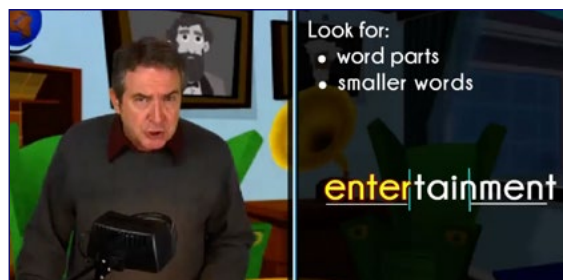 Look for:
• word parts
• smaller words
entertainment